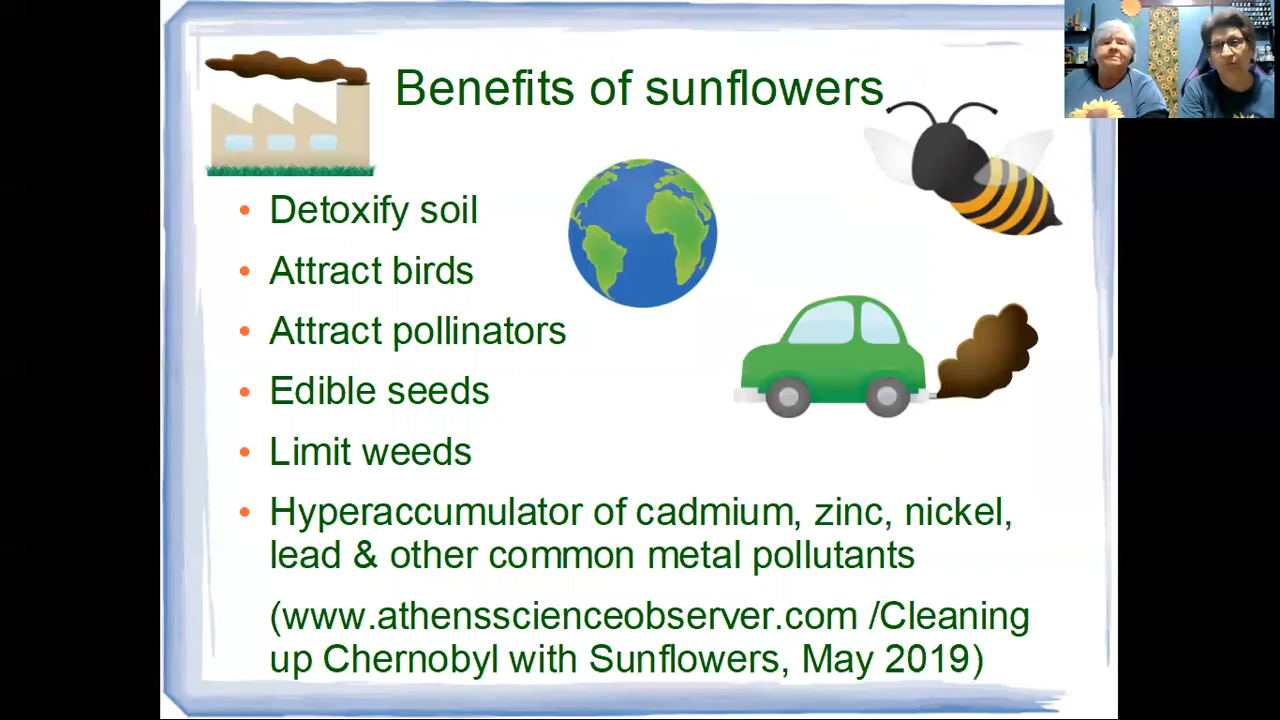 Benefits of sunflowers
• Detoxify soil
• Attract birds
• Attract pollinators
• Edible seeds
• Limit weeds
• Hyperaccumulator of cadmium, zinc, nickel,
lead & other common metal pollutants
(www.athensscienceobserver.com /Cleaning
up Chernobyl with Sunflowers, May 2019)